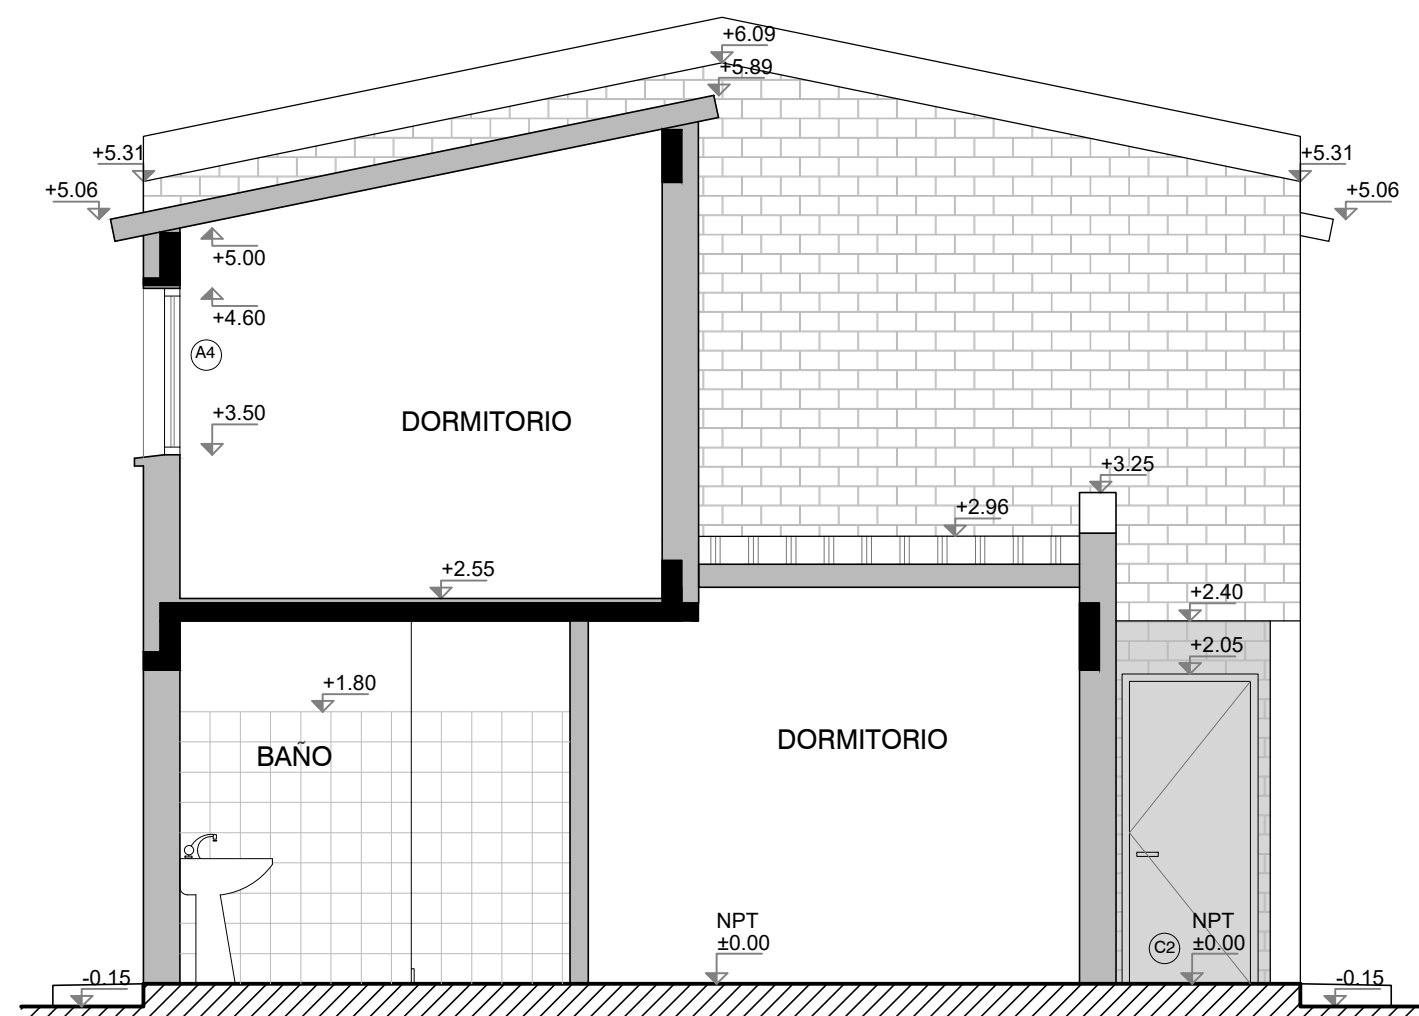 +6.09
+5.89
+5.31
+5.31
+5.06
+5.06
+5.00
+4.60
A4
+3.50
DORMITORIO
+3.25
+2.96
+2.55
+2.40
+2.05
+1.80
DORMITORIO
BAÑO
NPT
±0.00
NPT
±0.00
C2
-0.15
-0.15